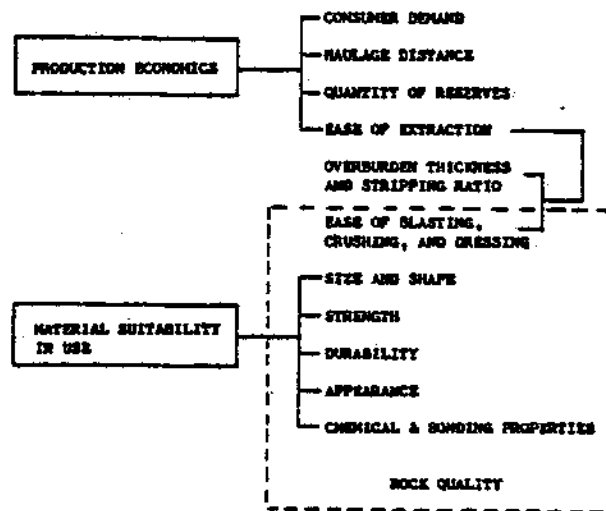 CONSUMER DEMAND
PRODUCTION ECONOMICS
HAULAGE DISTANCE
QUANTITY OF RESERVES
EASE OF EXTRACTION
OVERBURDEN THICKNESS
AND STRIPPING RATIO
EASE OF BLASTING,
CRUSHING, AND DRESSING
MATERIAL SUITABILITY
IN USE
SIZE AND SHAPE
STRENGTH
DURABILITY
APPEARANCE
CHEMICAL & BONDING PROPERTIES
ROCK QUALITY